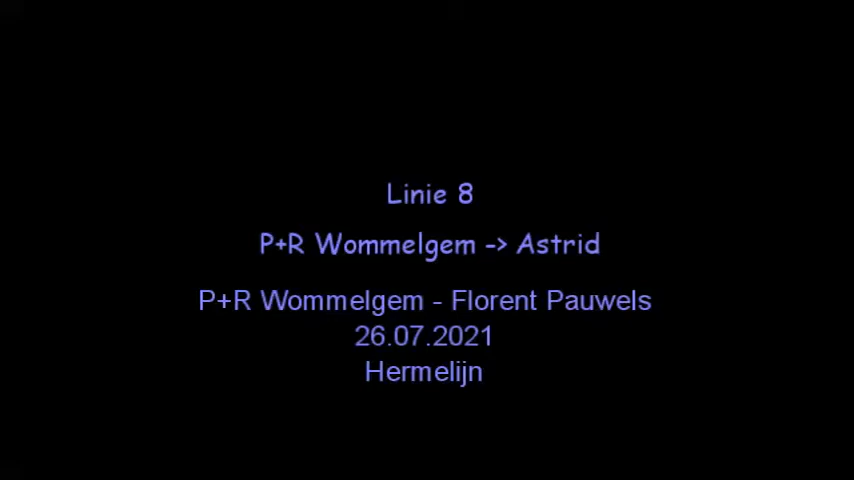 Linie 8
P+R Wommelgem -> Astrid
P+R Wommelgem - Florent Pauwels
26.07.2021
Hermelijn